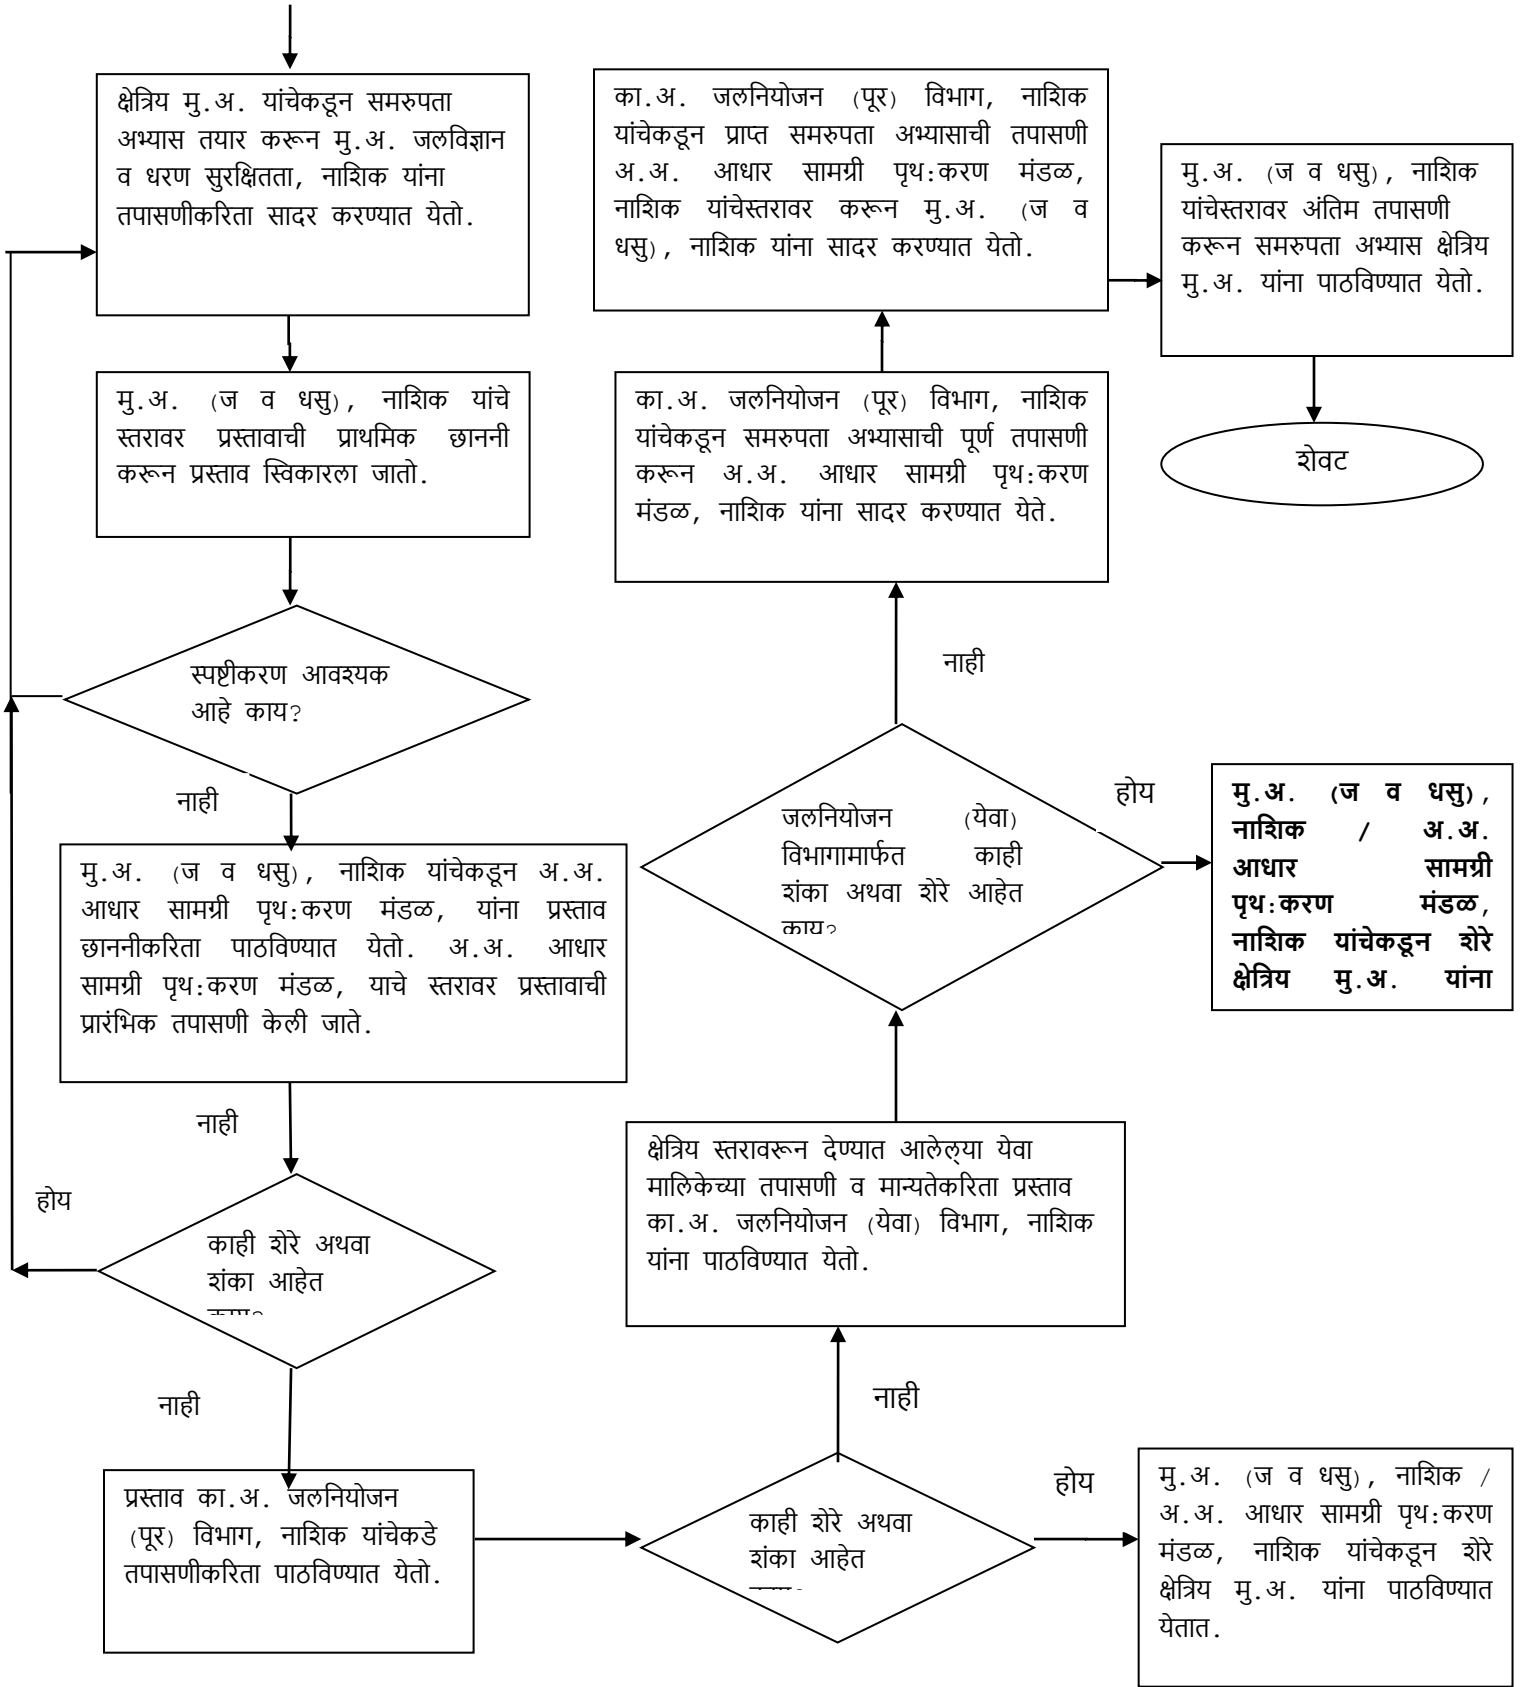 क्षेत्रिय मु.अ. यांचेकडून समरुपता
अभ्यास तयार करून मु.अ. जलविज्ञान
व धरण सुरक्षितता, नाशिक यांना
तपासणीकरिता सादर करण्यात येतो.
मु.अ. (ज व धसु), नाशिक यांचे
स्तरावर प्रस्तावाची प्राथमिक छाननी
करून प्रस्ताव स्विकारला जातो.
स्पष्टीकरण आवश्यक
आहे काय?
नाही
मु.अ. (ज व धसु), नाशिक यांचेकडून अ.अ.
आधार सामग्री पृथ:करण मंडळ, यांना प्रस्ताव
छाननीकरिता पाठविण्यात येतो. अ.अ. आधार
सामग्री पृथ:करण मंडळ, याचे स्तरावर प्रस्तावाची
प्रारंभिक तपासणी केली जाते.
नाही
होय
काही शेरे अथवा
शंका आहेत
नाही
प्रस्ताव का.अ. जलनियोजन
(पूर) विभाग, नाशिक यांचेकडे
तपासणीकरिता पाठविण्यात येतो.
काही शेरे अथवा
शंका आहेत
होय
मु.अ. (ज व धसु), नाशिक /
अ.अ. आधार सामग्री पृथ:करण
मंडळ, नाशिक यांचेकडून शेरे
क्षेत्रिय मु.अ. यांना पाठविण्यात
येतात.
नाही
क्षेत्रिय स्तरावरून देण्यात आलेल्‍या येवा
मालिकेच्या तपासणी व मान्यतेकरिता प्रस्ताव
का.अ. जलनियोजन (येवा) विभाग, नाशिक
यांना पाठविण्यात येतो.
जलनियोजन (येवा)
विभागामार्फत काही
शंका अथवा शेरे आहेत
काय?
होय
मु.अ. (ज व धसु),
नाशिक / अ.अ.
आधार सामग्री
पृथ:करण मंडळ,
नाशिक यांचेकडून शेरे
क्षेत्रिय मु.अ. यांना
नाही
का.अ. जलनियोजन (पूर) विभाग, नाशिक
यांचेकडून समरुपता अभ्यासाची पूर्ण तपासणी
करून अ.अ. आधार सामग्री पृथ:करण
मंडळ, नाशिक यांना सादर करण्यात येते.
का.अ. जलनियोजन (पूर) विभाग, नाशिक
यांचेकडून प्राप्त समरुपता अभ्यासाची तपासणी
अ.अ. आधार सामग्री पृथ:करण मंडळ,
नाशिक यांचेस्तरावर करून मु.अ. (ज व
धसु), नाशिक यांना सादर करण्यात येतो.
मु.अ. (ज व धसु), नाशिक
यांचेस्तरावर अंतिम तपासणी
करून समरुपता अभ्यास क्षेत्रिय
मु.अ. यांना पाठविण्यात येतो.
शेवट